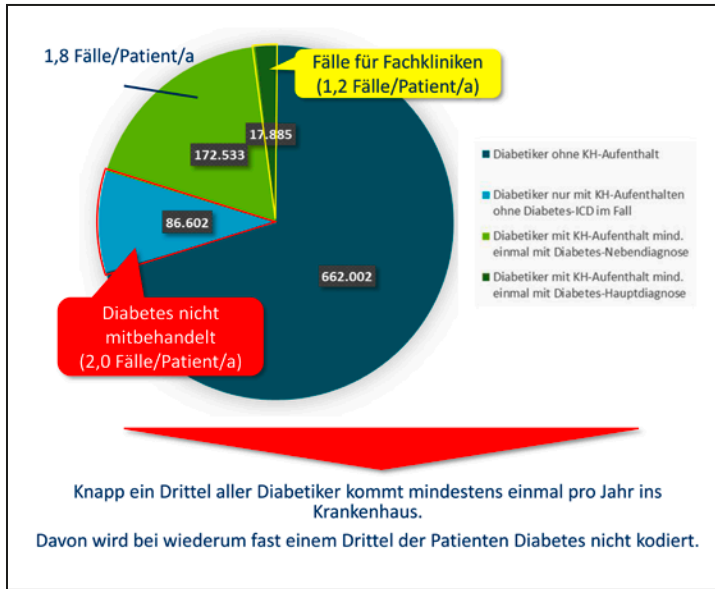 1,8 Fälle/Patient/a
Fälle für Fachkliniken
(1,2 Fälle/Patient/a)
17.885
172.533
86.602
662.002
Diabetes nicht
mitbehandelt
(2,0 Fälle/Patient/a)
Diabetiker ohne KH-Aufenthalt
Diabetiker nur mit KH-Aufenthalten
ohne Diabetes-ICD im Fall
Diabetiker mit KH-Aufenthalt mind.
einmal mit Diabetes-Nebendiagnose
Diabetiker mit KH-Aufenthalt mind.
einmal mit Diabetes-Hauptdiagnose
Knapp ein Drittel aller Diabetiker kommt mindestens einmal pro Jahr ins
Krankenhaus.
Davon wird bei wiederum fast einem Drittel der Patienten Diabetes nicht kodiert.